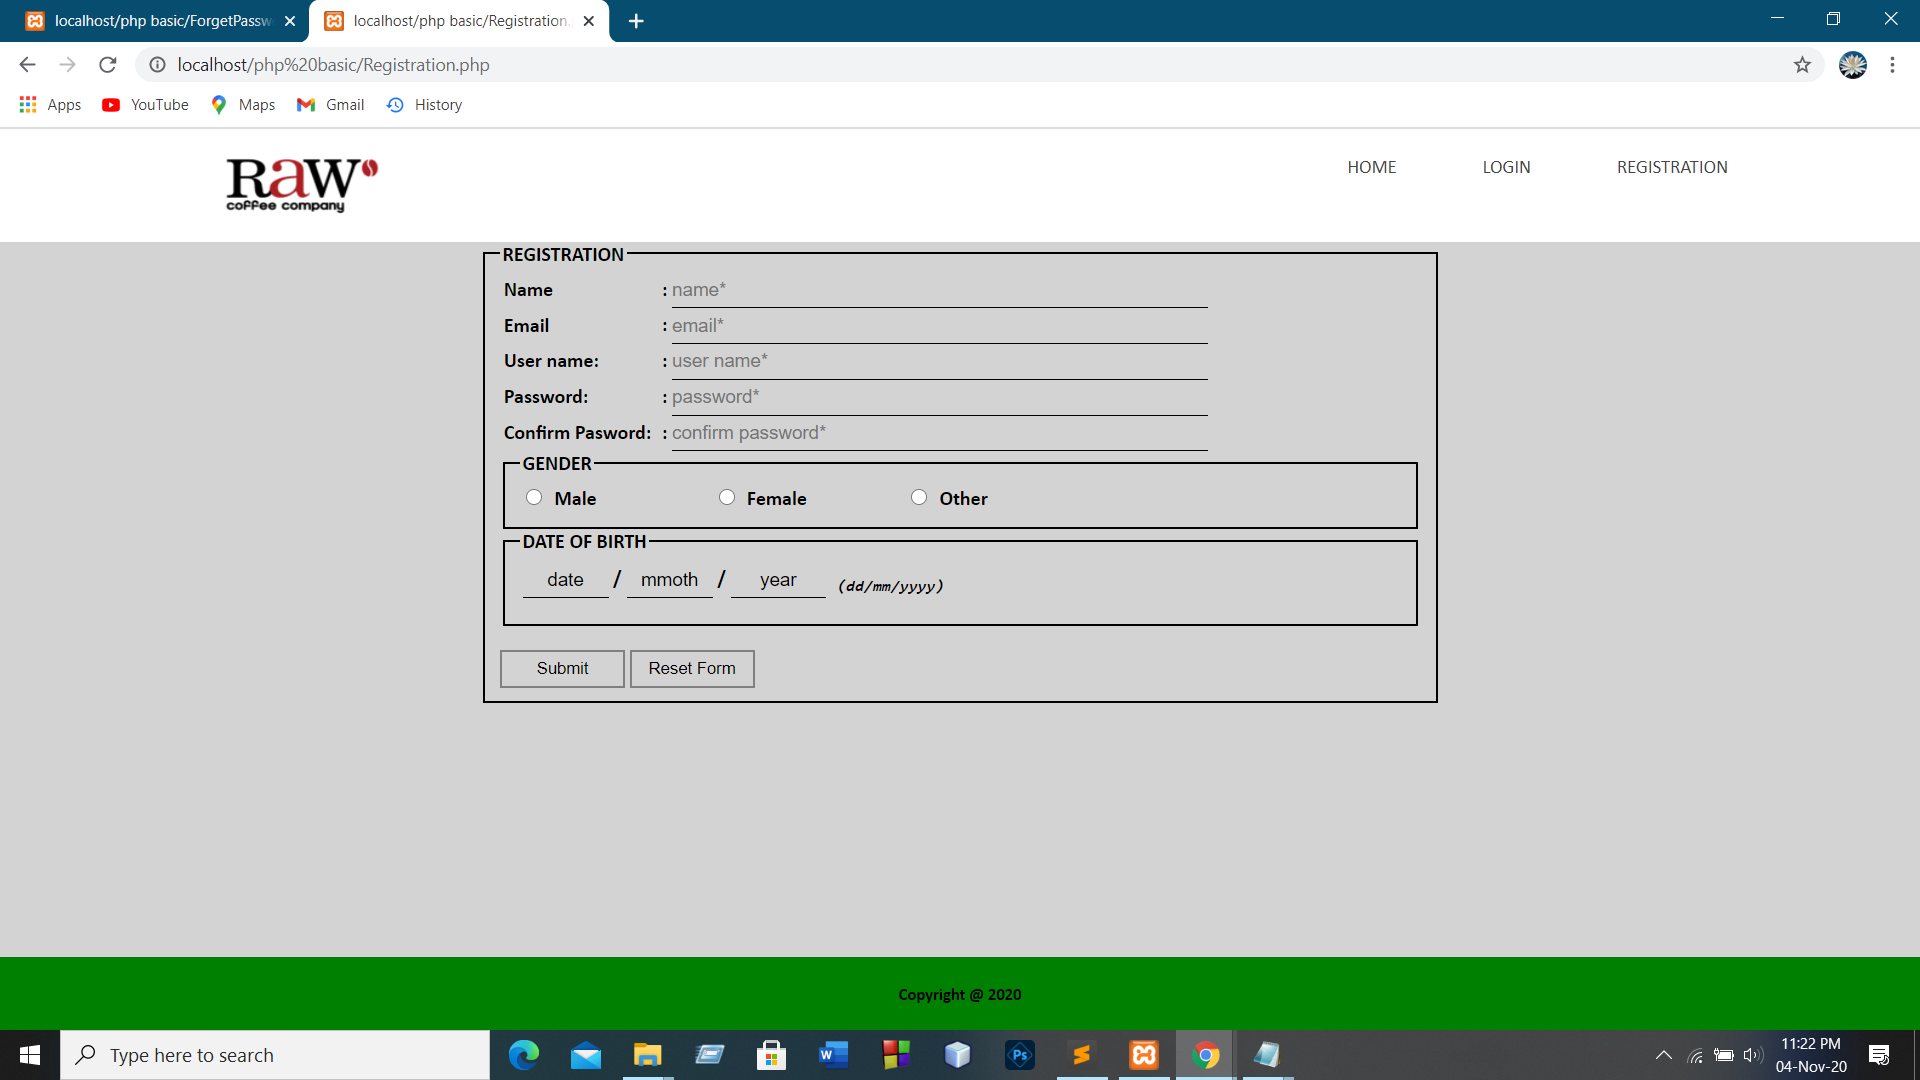 localhost/php basic/ForgetPassw
localhost/php basic/Registration.
localhost/php%20basic/Registration.php
Apps YouTube Maps Gmail History
Raw
coffee company
HOME LOGIN REGISTRATION
REGISTRATION
Name : name*
Email : email*
User name: : user name*
Password: : password*
Confirm Pasword: : confirm password*
GENDER
Male Female Other
DATE OF BIRTH
date / mmoth / year (dd/mm/yyyy)
Submit Reset Form
Copyright @ 2020
Type here to search
W
Ps
11:22 PM
04-Nov-20